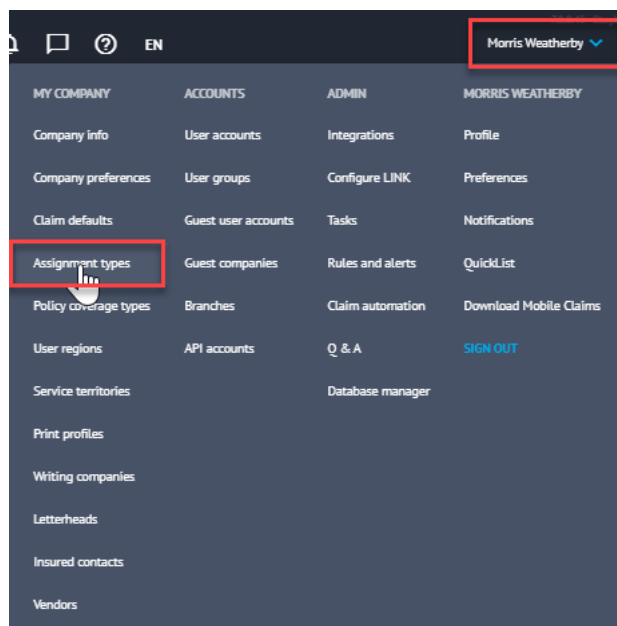 EN
Morris Weatherby
MY COMPANY
Company info
Company preferences
Claim defaults
Assignment types
Policy coverage types
User regions
Service territories
Print profiles
Writing companies
Letterheads
Insured contacts
Vendors
ACCOUNTS
User accounts
User groups
Guest user accounts
Guest companies
Branches
API accounts
ADMIN
Integrations
Configure LINK
Tasks
Rules and alerts
Claim automation
Q & A
Database manager
MORRIS WEATHERBY
Profile
Preferences
Notifications
QuickList
Download Mobile Claims
SIGN OUT